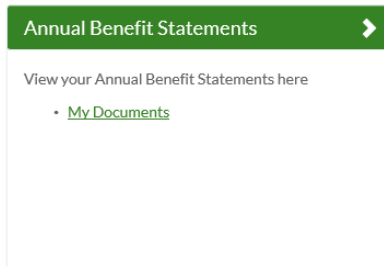 Annual Benefit Statements
View your Annual Benefit Statements here
• My Documents